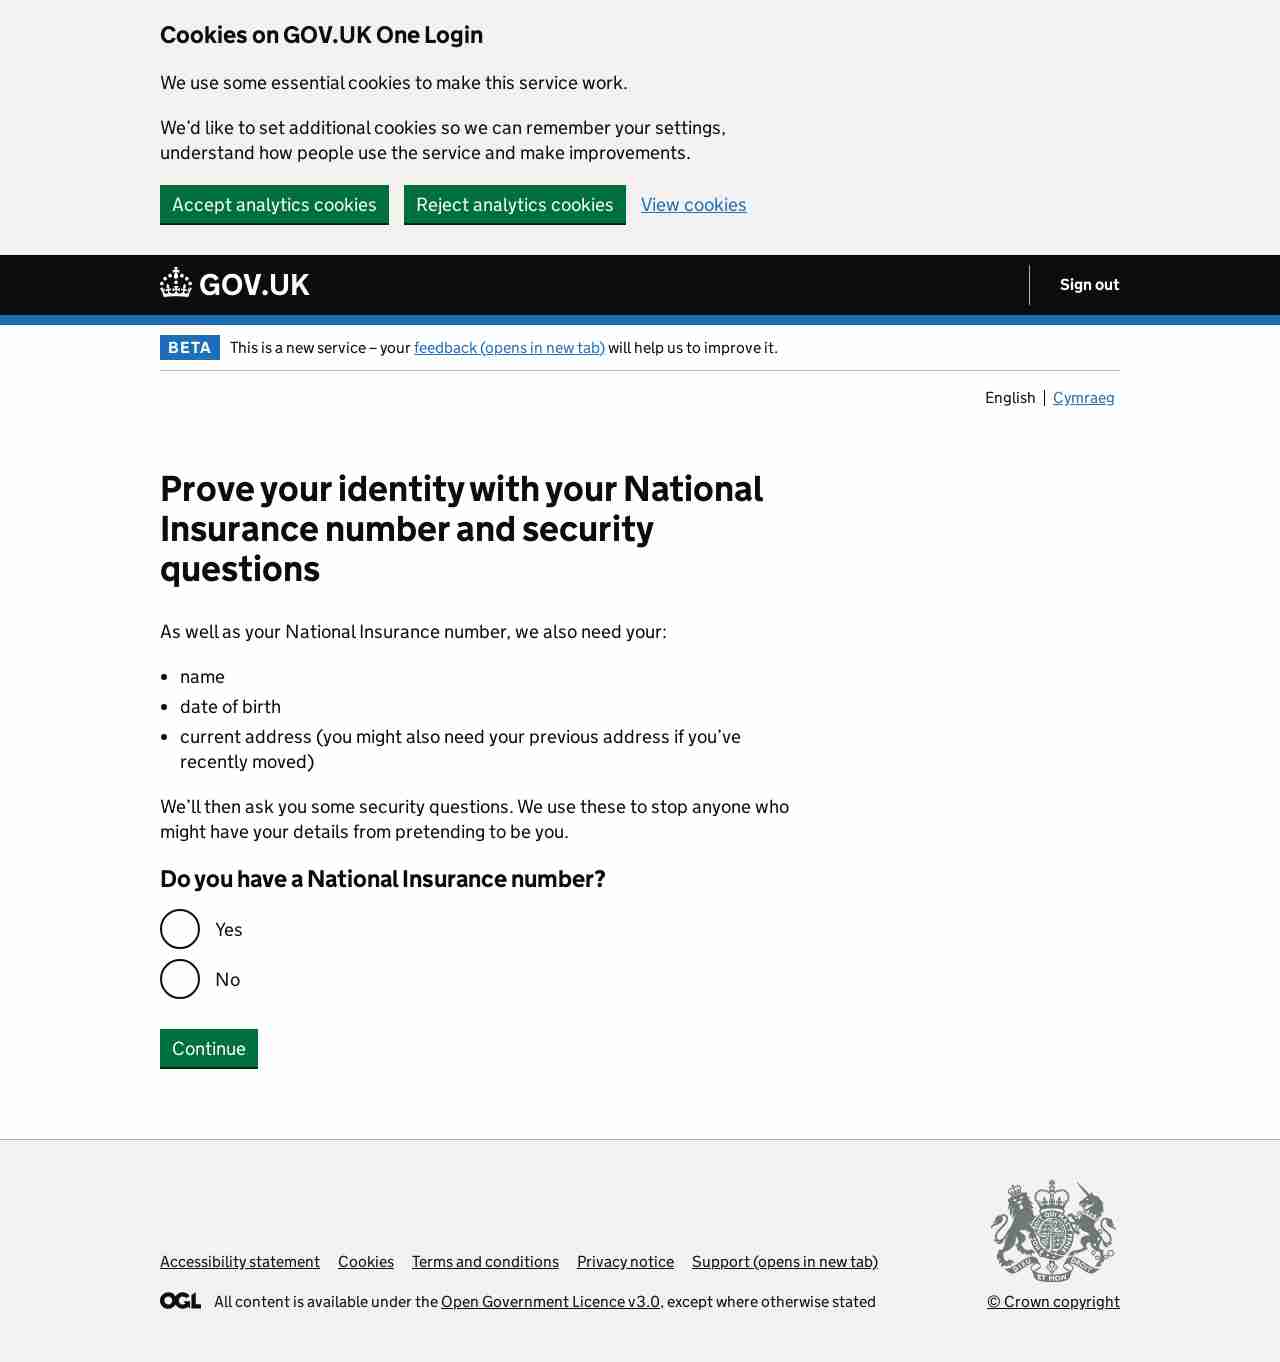 Cookies on GOV.UK One Login
We use some essential cookies to make this service work.
We’d like to set additional cookies so we can remember your settings,
understand how people use the service and make improvements.
Accept analytics cookies Reject analytics cookies View cookies
GOV.UK Sign out
BETA This is a new service – your feedback (opens in new tab) will help us to improve it.
English Cymraeg
Prove your identity with your National
Insurance number and security
questions
As well as your National Insurance number, we also need your:
• name
• date of birth
• current address (you might also need your previous address if you’ve
recently moved)
We’ll then ask you some security questions. We use these to stop anyone who
might have your details from pretending to be you.
Do you have a National Insurance number?
Yes
No
Continue
Accessibility statement Cookies Terms and conditions Privacy notice Support (opens in new tab)
OGL All content is available under the Open Government Licence v3.0, except where otherwise stated
© Crown copyright